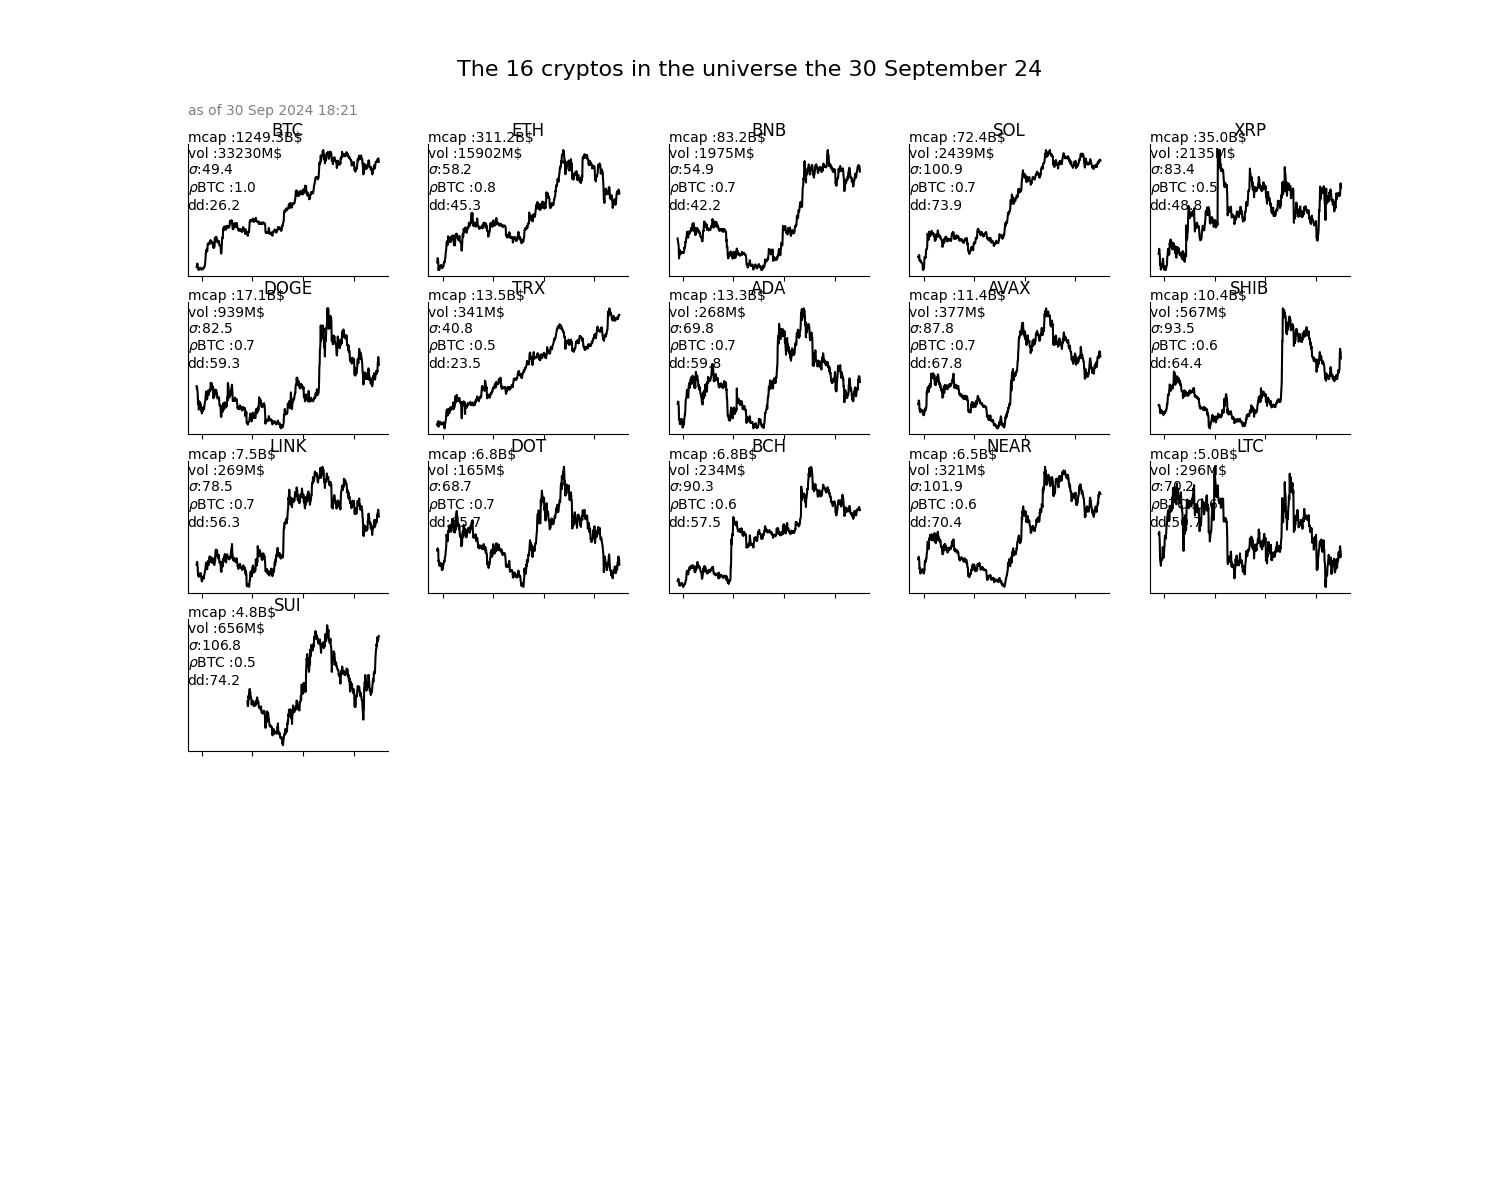 The 16 cryptos in the universe the 30 September 24
as of 30 Sep 2024 18:21
BTC
mcap :1249.3B$
vol :33230M$
σ:49.4
ρBTC :1.0
dd:26.2
ETH
mcap :311.2B$
vol :15902M$
σ:58.2
ρBTC :0.8
dd:45.3
BNB
mcap :83.2B$
vol :1975M$
σ:54.9
ρBTC :0.7
dd:42.2
SOL
mcap :72.4B$
vol :2439M$
σ:100.9
ρBTC :0.7
dd:73.9
XRP
mcap :35.0B$
vol :2135M$
σ:83.4
ρBTC :0.5
dd:48.8
DOGE
mcap :17.1B$
vol :939M$
σ:82.5
ρBTC :0.7
dd:59.3
TRX
mcap :13.5B$
vol :341M$
σ:40.8
ρBTC :0.5
dd:23.5
ADA
mcap :13.3B$
vol :268M$
σ:69.8
ρBTC :0.7
dd:59.8
AVAX
mcap :11.4B$
vol :377M$
σ:87.8
ρBTC :0.7
dd:67.8
SHIB
mcap :10.4B$
vol :567M$
σ:93.5
ρBTC :0.6
dd:64.4
LINK
mcap :7.5B$
vol :269M$
σ:78.5
ρBTC :0.7
dd:56.3
DOT
mcap :6.8B$
vol :165M$
σ:68.7
ρBTC :0.7
BCH
mcap :6.8B$
vol :234M$
σ:90.3
ρBTC :0.6
dd:57.5
NEAR
mcap :6.5B$
vol :321M$
σ:101.9
ρBTC :0.6
dd:70.4
LTC
mcap :5.0B$
vol :296M$
σ:70.2
ρBTC :0.6
SUI
mcap :4.8B$
vol :656M$
σ:106.8
ρBTC :0.5
dd:74.2